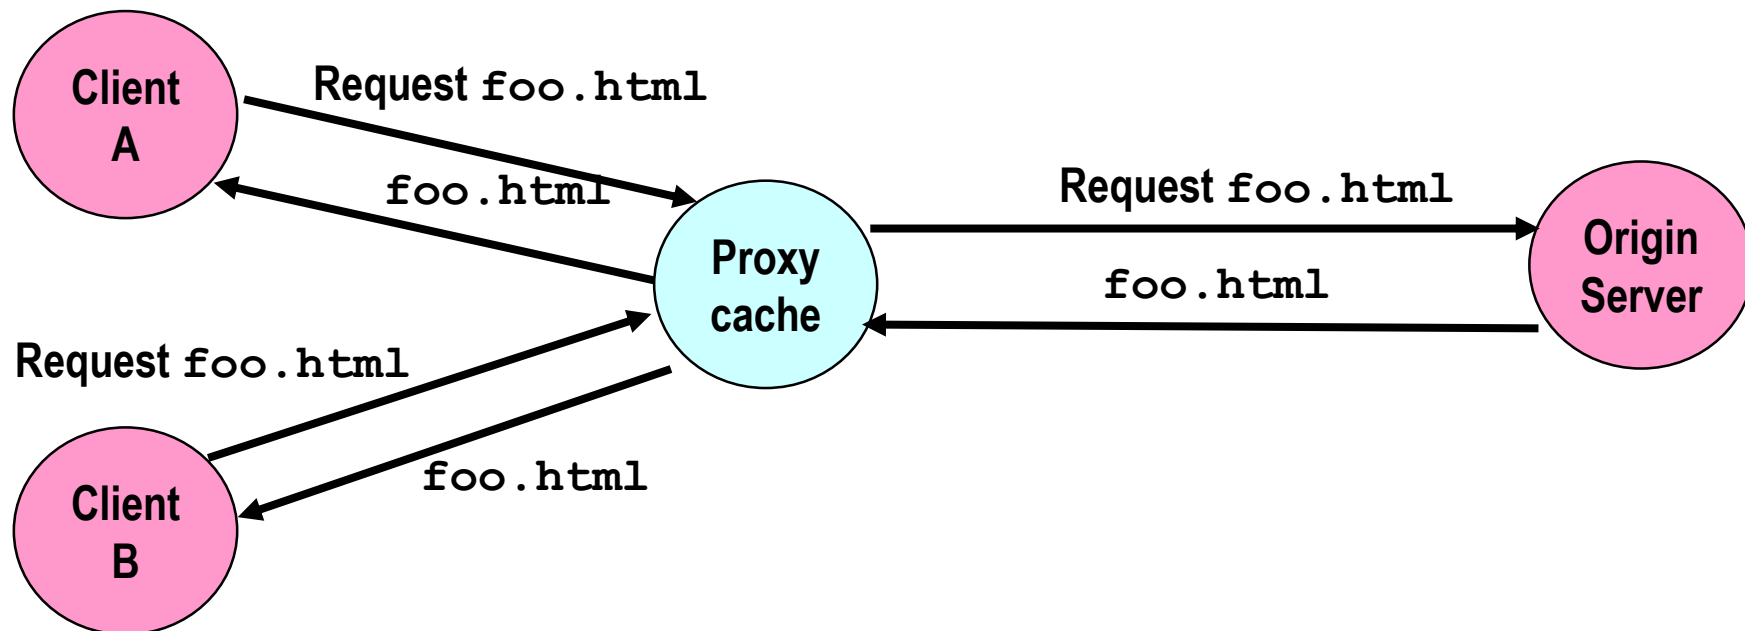 Client
A
Request foo.html
foo.html
Request foo.html
foo.html
Proxy
cache
Request foo.html
foo.html
Origin
Server
Client
B